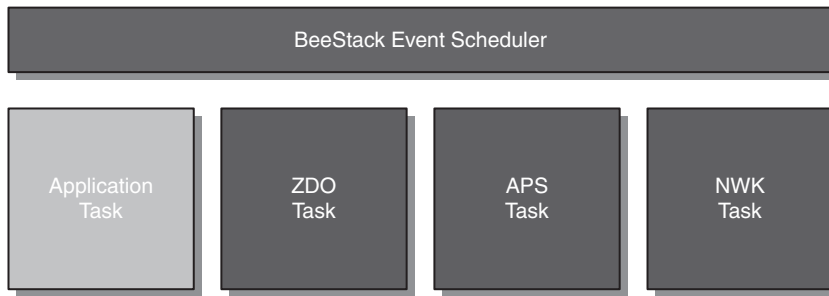 BeeStack Event Scheduler
Application
Task
ZDO
Task
APS
Task
NWK
Task